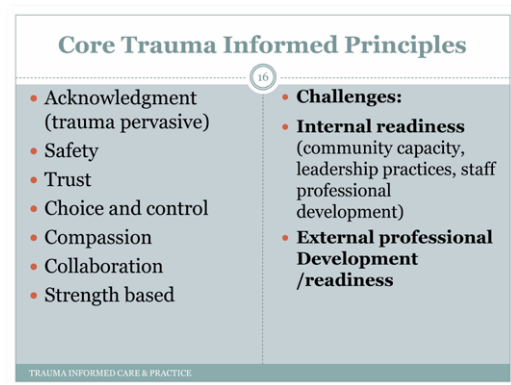 Core Trauma Informed Principles
16
• Acknowledgment
(trauma pervasive)
• Safety
• Trust
• Choice and control
• Compassion
• Collaboration
• Strength based
• Challenges:
• Internal readiness
(community capacity,
leadership practices, staff
professional
development)
• External professional
Development
/readiness
TRAUMA INFORMED CARE & PRACTICE